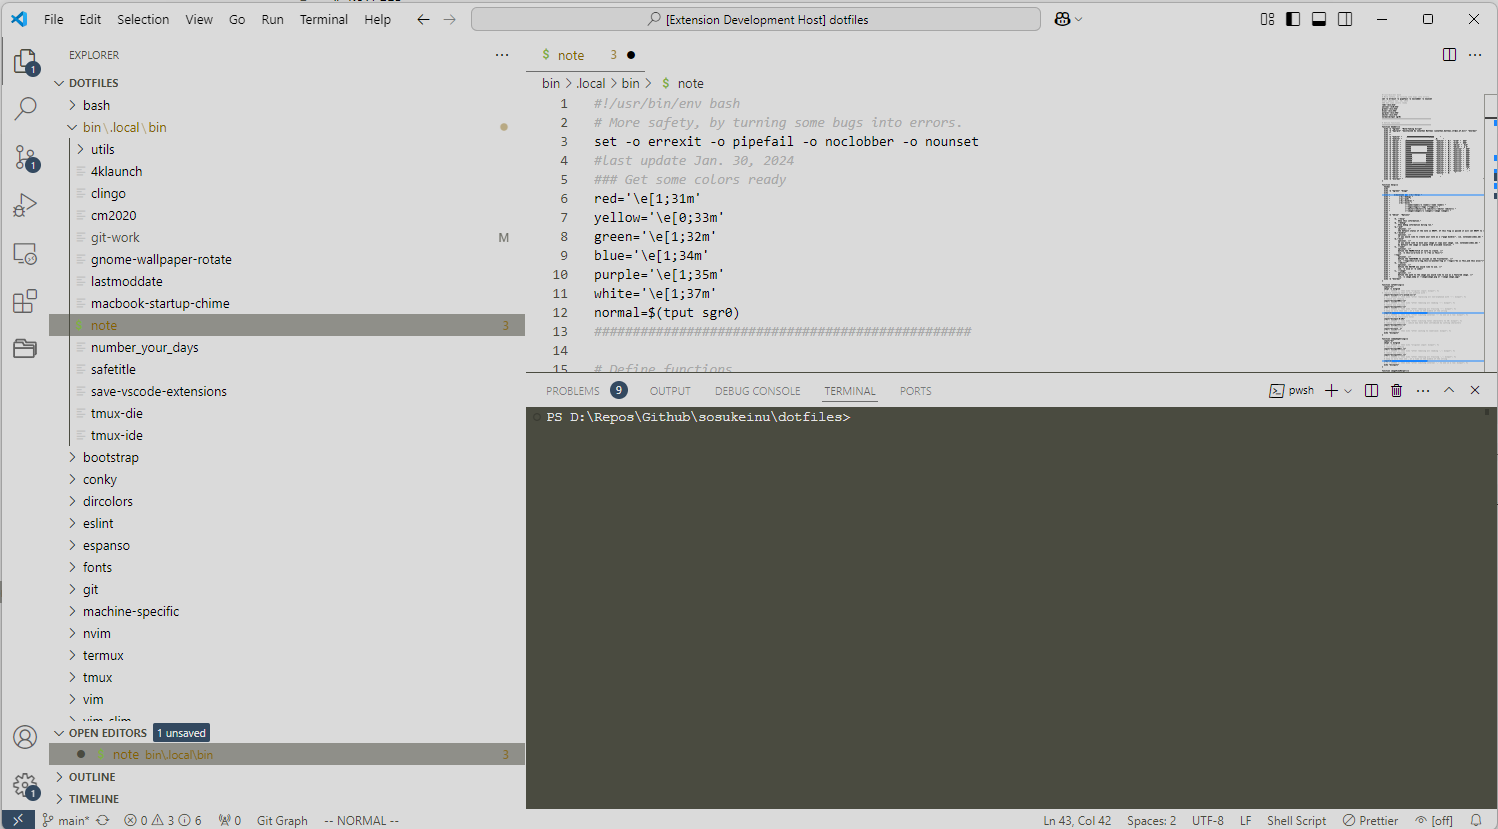 File Edit Selection View Go Run Terminal Help
[Extension Development Host] dotfiles
EXPLORER
DOTFILES
bash
bin\.local\bin
utils
4klaunch
clingo
cm2020
git-work M
gnome-wallpaper-rotate
lastmoddate
macbook-startup-chime
note 3
number_your_days
safetitle
save-vscode-extensions
tmux-die
tmux-ide
bootstrap
conky
dircolors
eslint
espanso
fonts
git
machine-specific
nvim
termux
tmux
vim
vim-slim
OPEN EDITORS 1 unsaved
note bin\.local\bin 3
OUTLINE
TIMELINE
1
1
1
$ note 3
bin > .local > bin > $ note
1 #!/usr/bin/env bash
2 # More safety, by turning some bugs into errors.
3 set -o errexit -o pipefail -o noclobber -o nounset
4 #last update Jan. 30, 2024
5 ### Get some colors ready
6 red='\e[1;31m'
7 yellow='\e[0;33m'
8 green='\e[1;32m'
9 blue='\e[1;34m'
10 purple='\e[1;35m'
11 white='\e[1;37m'
12 normal=$(tput sgr0)
13 #################################################
14
15 # Define functions
PROBLEMS 9 OUTPUT DEBUG CONSOLE TERMINAL PORTS
pwsh
PS D:\Repos\Github\sosukeinu\dotfiles>
main* 0 3 6 0 Git Graph -- NORMAL --
Ln 43, Col 42 Spaces: 2 UTF-8 LF Shell Script Prettier [off]